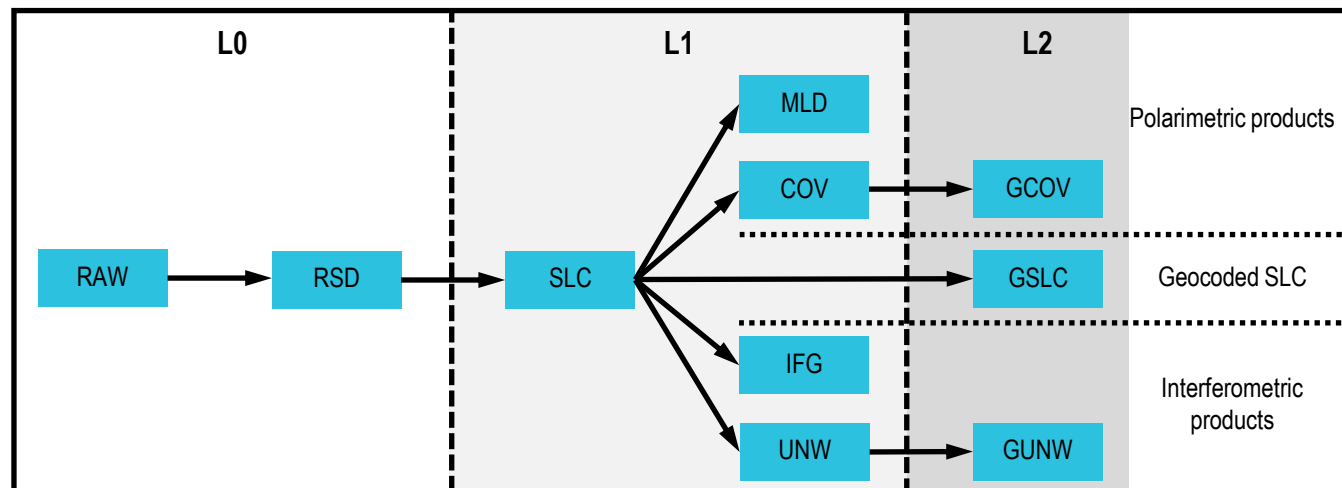 L0
L1
L2
MLD
Polarimetric products
COV
GCOV
RAW
RSD
SLC
GSLC
Geocoded SLC
IFG
Interferometric
products
UNW
GUNW